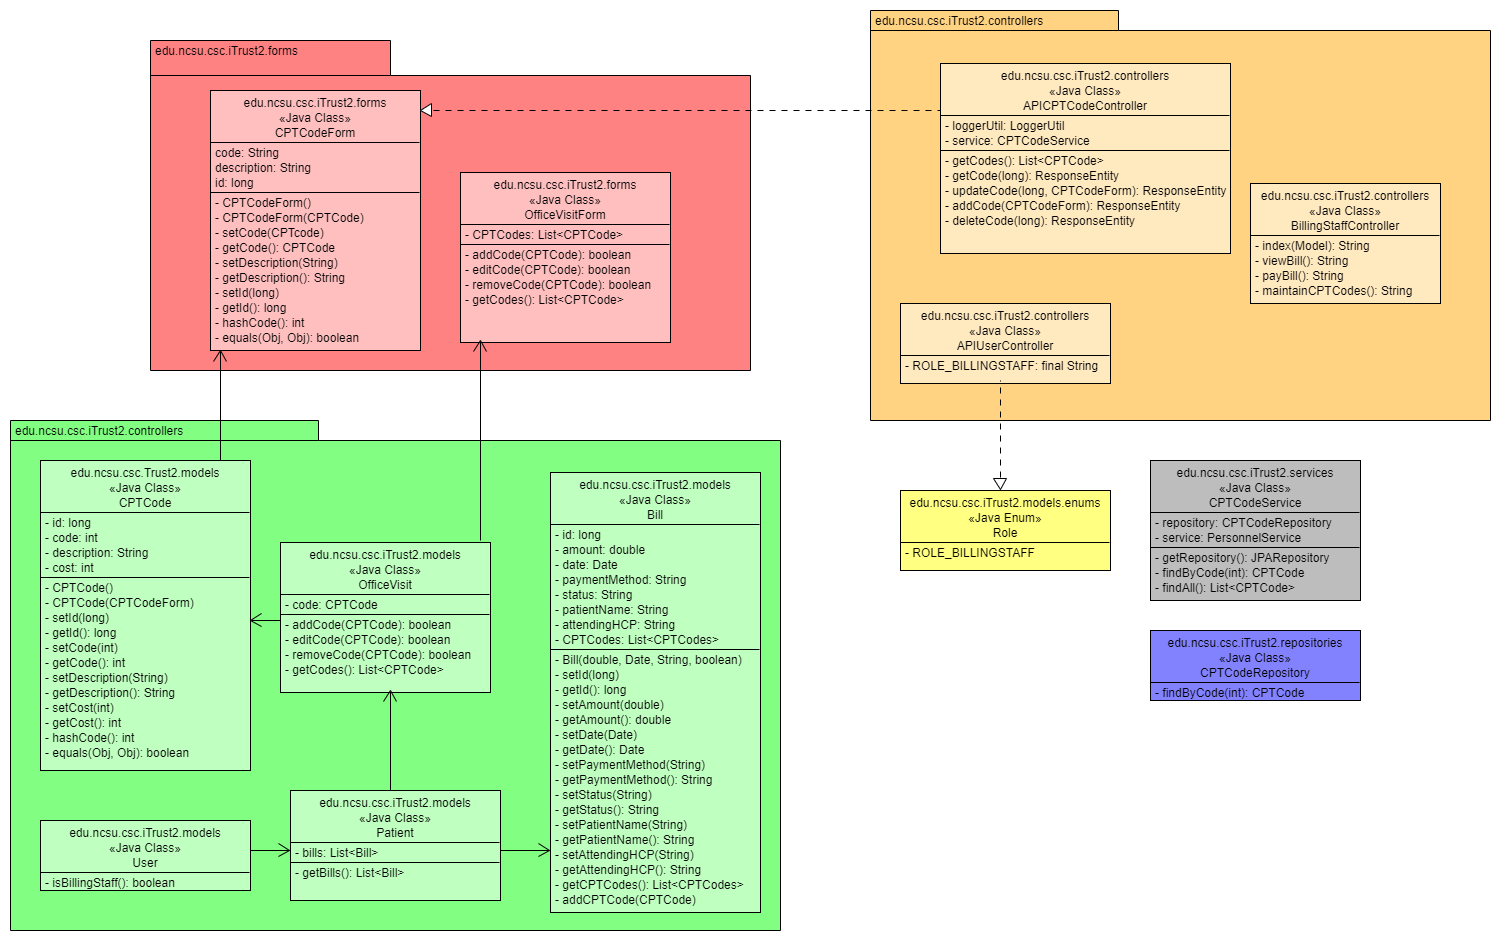 edu.ncsu.csc.iTrust2.forms
edu.ncsu.csc.iTrust2.forms
«Java Class»
CPTCodeForm
code: String
description: String
id: long
- CPTCodeForm()
- CPTCodeForm(CPTCode)
- setCode(CPTcode)
- getCode(): CPTCode
- setDescription(String)
- getDescription(): String
- setId(long)
- getId(): long
- hashCode(): int
- equals(Obj, Obj): boolean
edu.ncsu.csc.iTrust2.forms
«Java Class»
OfficeVisitForm
- CPTCodes: List<CPTCode>
- addCode(CPTCode): boolean
- editCode(CPTCode): boolean
- removeCode(CPTCode): boolean
- getCodes(): List<CPTCode>
edu.ncsu.csc.iTrust2.controllers
edu.ncsu.csc.iTrust2.controllers
«Java Class»
APICPTCodeController
- loggerUtil: LoggerUtil
- service: CPTCodeService
- getCodes(): List<CPTCode>
- getCode(long): ResponseEntity
- updateCode(long, CPTCodeForm): ResponseEntity
- addCode(CPTCodeForm): ResponseEntity
- deleteCode(long): ResponseEntity
edu.ncsu.csc.iTrust2.controllers
«Java Class»
BillingStaffController
- index(Model): String
- viewBill(): String
- payBill(): String
- maintainCPTCodes(): String
edu.ncsu.csc.iTrust2.controllers
«Java Class»
APIUserController
- ROLE_BILLINGSTAFF: final String
edu.ncsu.csc.iTrust2.controllers
edu.ncsu.csc.Trust2.models
«Java Class»
CPTCode
- id: long
- code: int
- description: String
- cost: int
- CPTCode()
- CPTCode(CPTCodeForm)
- setId(long)
- getId(): long
- setCode(int)
- getCode(): int
- setDescription(String)
- getDescription(): String
- setCost(int)
- getCost(): int
- hashCode(): int
- equals(Obj, Obj): boolean
edu.ncsu.csc.iTrust2.models
«Java Class»
OfficeVisit
- code: CPTCode
- addCode(CPTCode): boolean
- editCode(CPTCode): boolean
- removeCode(CPTCode): boolean
- getCodes(): List<CPTCode>
edu.ncsu.csc.iTrust2.models
«Java Class»
Bill
- id: long
- amount: double
- date: Date
- paymentMethod: String
- status: String
- patientName: String
- attendingHCP: String
- CPTCodes: List<CPTCodes>
- Bill(double, Date, String, boolean)
- setId(long)
- getId(): long
- setAmount(double)
- getAmount(): double
- setDate(Date)
- getDate(): Date
- setPaymentMethod(String)
- getPaymentMethod(): String
- setStatus(String)
- getStatus(): String
- setPatientName(String)
- getPatientName(): String
- setAttendingHCP(String)
- getAttendingHCP(): String
- getCPTCodes(): List<CPTCodes>
- addCPTCode(CPTCode)
edu.ncsu.csc.iTrust2.models
«Java Class»
User
- isBillingStaff(): boolean
edu.ncsu.csc.iTrust2.models
«Java Class»
Patient
- bills: List<Bill>
- getBills(): List<Bill>
edu.ncsu.csc.iTrust2.models.enums
«Java Enum»
Role
- ROLE_BILLINGSTAFF
edu.ncsu.csc.iTrust2.services
«Java Class»
CPTCodeService
- repository: CPTCodeRepository
- service: PersonnelService
- getRepository(): JPARepository
- findByCode(int): CPTCode
- findAll(): List<CPTCode>
edu.ncsu.csc.iTrust2.repositories
«Java Class»
CPTCodeRepository
- findByCode(int): CPTCode